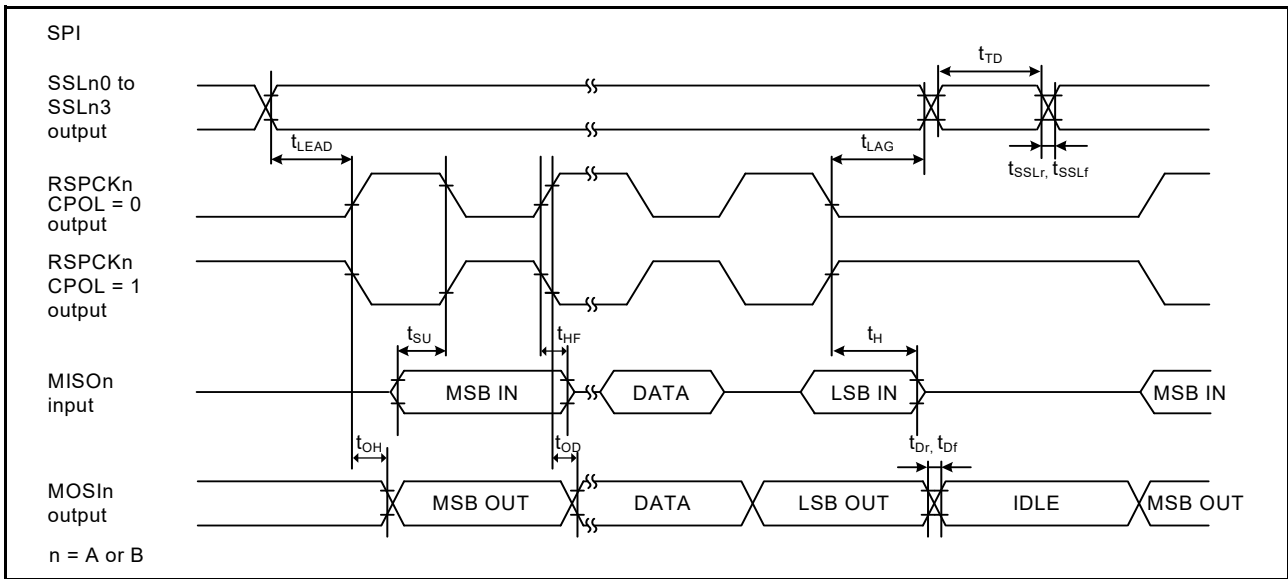 SPI
SSLn0 to
SSLn3
output
tTD
tLEAD
tLAG
tSSLr, tSSLf
RSPCKn
CPOL = 0
output
RSPCKn
CPOL = 1
output
tSU
tHF
tH
MISOn
input
MSB IN
DATA
LSB IN
MSB IN
tOH
tOD
tDr, tDf
MOSIn
output
MSB OUT
DATA
LSB OUT
IDLE
MSB OUT
n = A or B